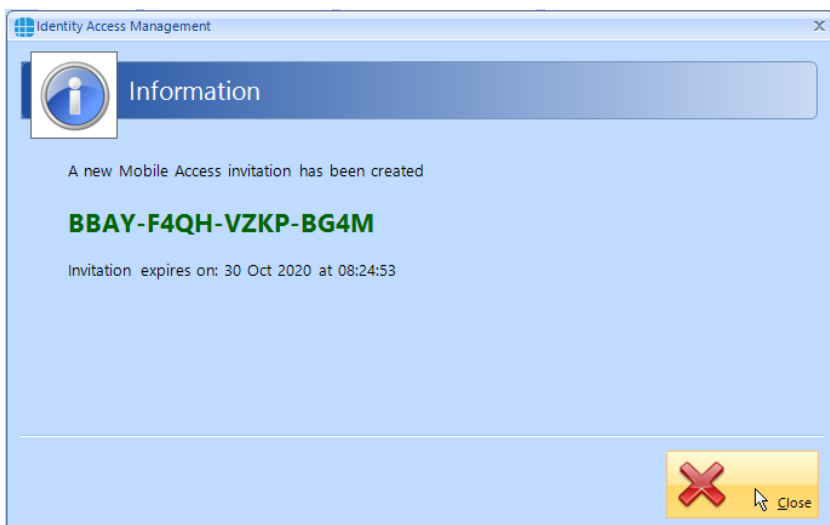 Identity Access Management
Information
A new Mobile Access invitation has been created
BBAY-F4QH-VZKP-BG4M
Invitation expires on: 30 Oct 2020 at 08:24:53
Close